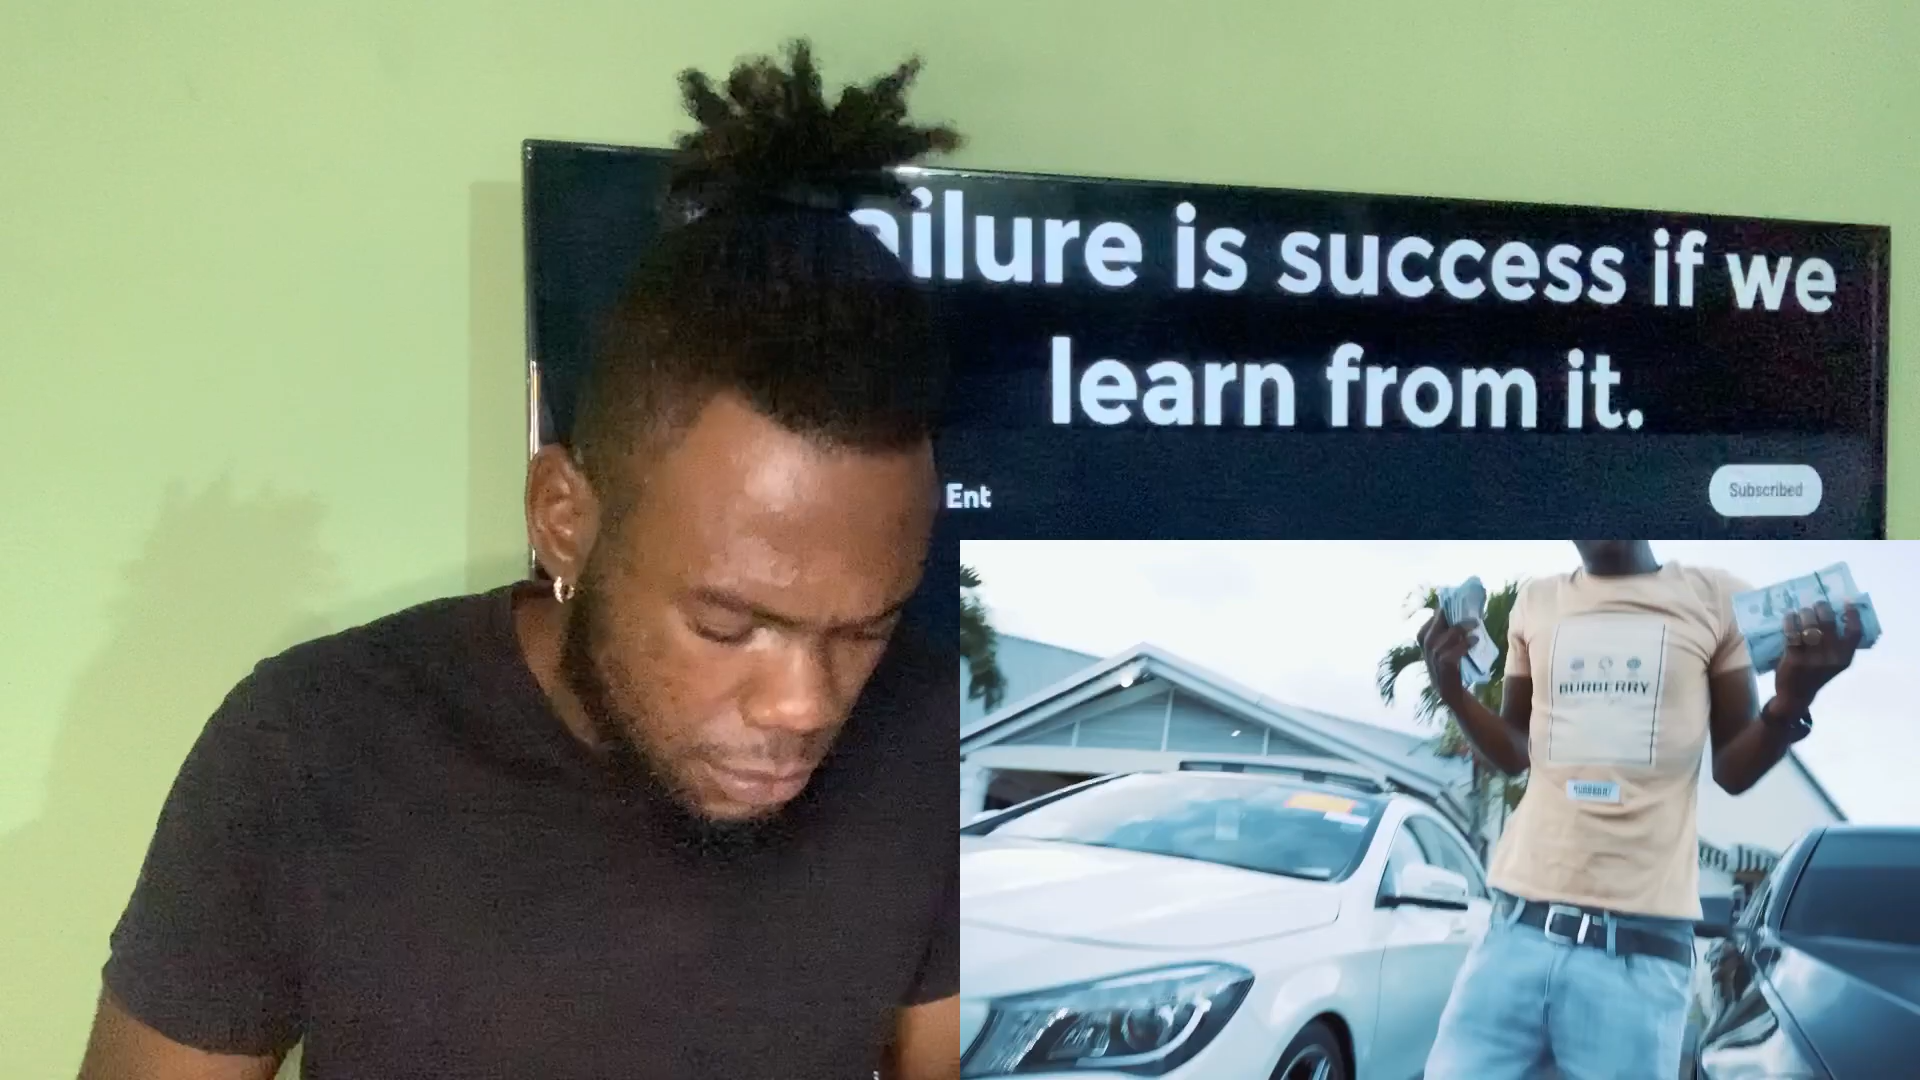 ailure is success if we
learn from it.
Ent
Subscribed
BURBERRY